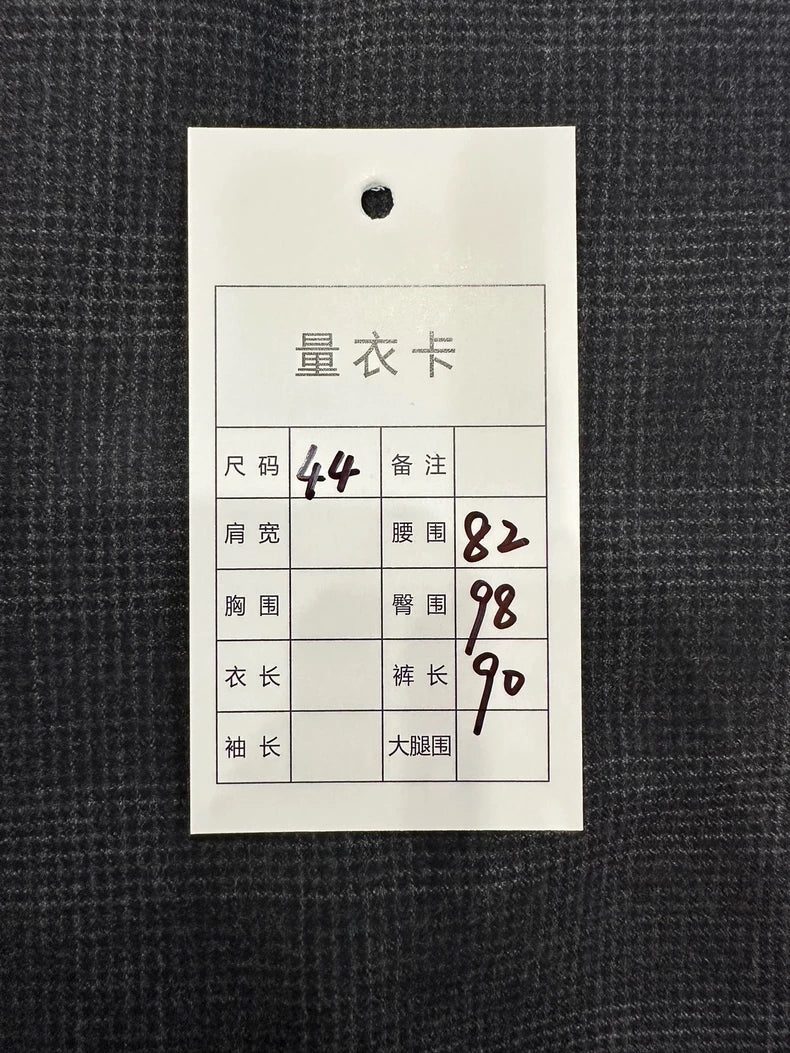 量衣卡
尺码 44 备注
肩宽 腰围 82
胸围 臀围 98
衣长 裤长 90
袖长 大腿围